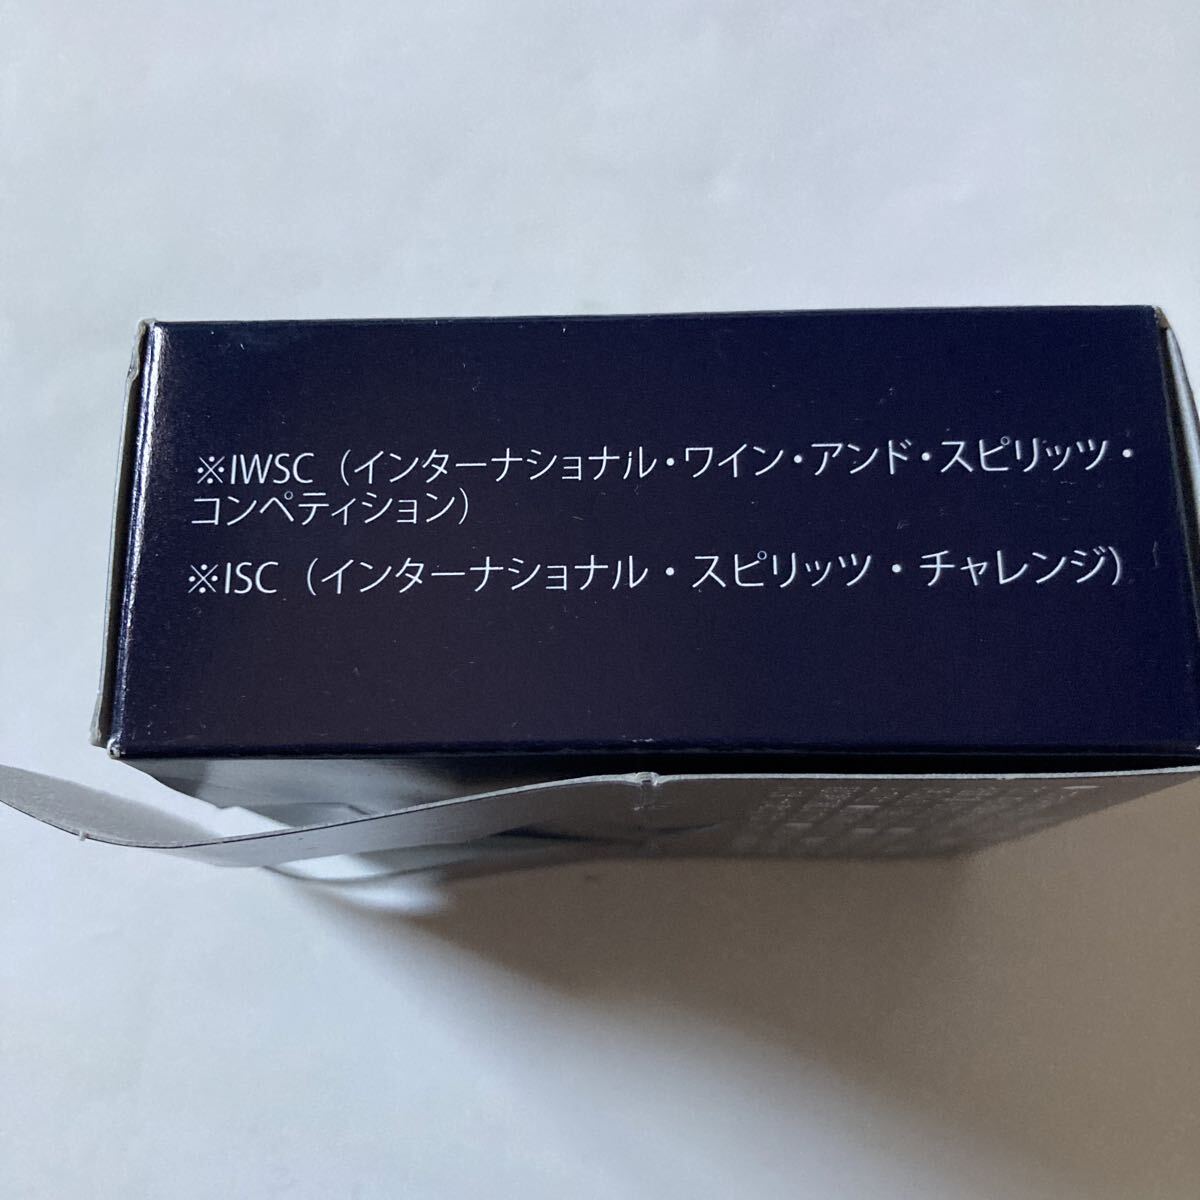 ※IWSC（インターナショナル・ワイン・アンド・スピリッツ・
コンペティション）
※ISC（インターナショナル・スピリッツ・チャレンジ）